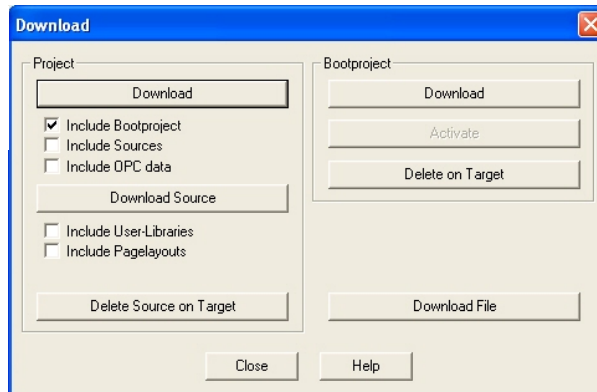 Download
Project
Download
Include Bootproject
Include Sources
Include OPC data
Download Source
Include User-Libraries
Include Pagelayouts
Delete Source on Target
Bootproject
Download
Activate
Delete on Target
Download File
Close
Help